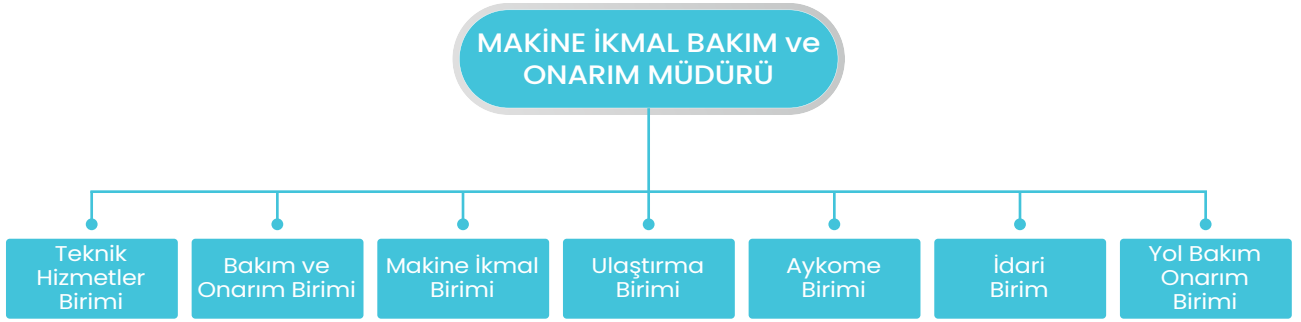 MAKİNE İKMAL BAKIM ve
ONARIM MÜDÜRÜ
Teknik
Hizmetler
Birimi
Bakım ve
Onarım Birimi
Makine İkmal
Birimi
Ulaştırma
Birimi
Aykome
Birimi
İdari
Birim
Yol Bakım
Onarım
Birimi